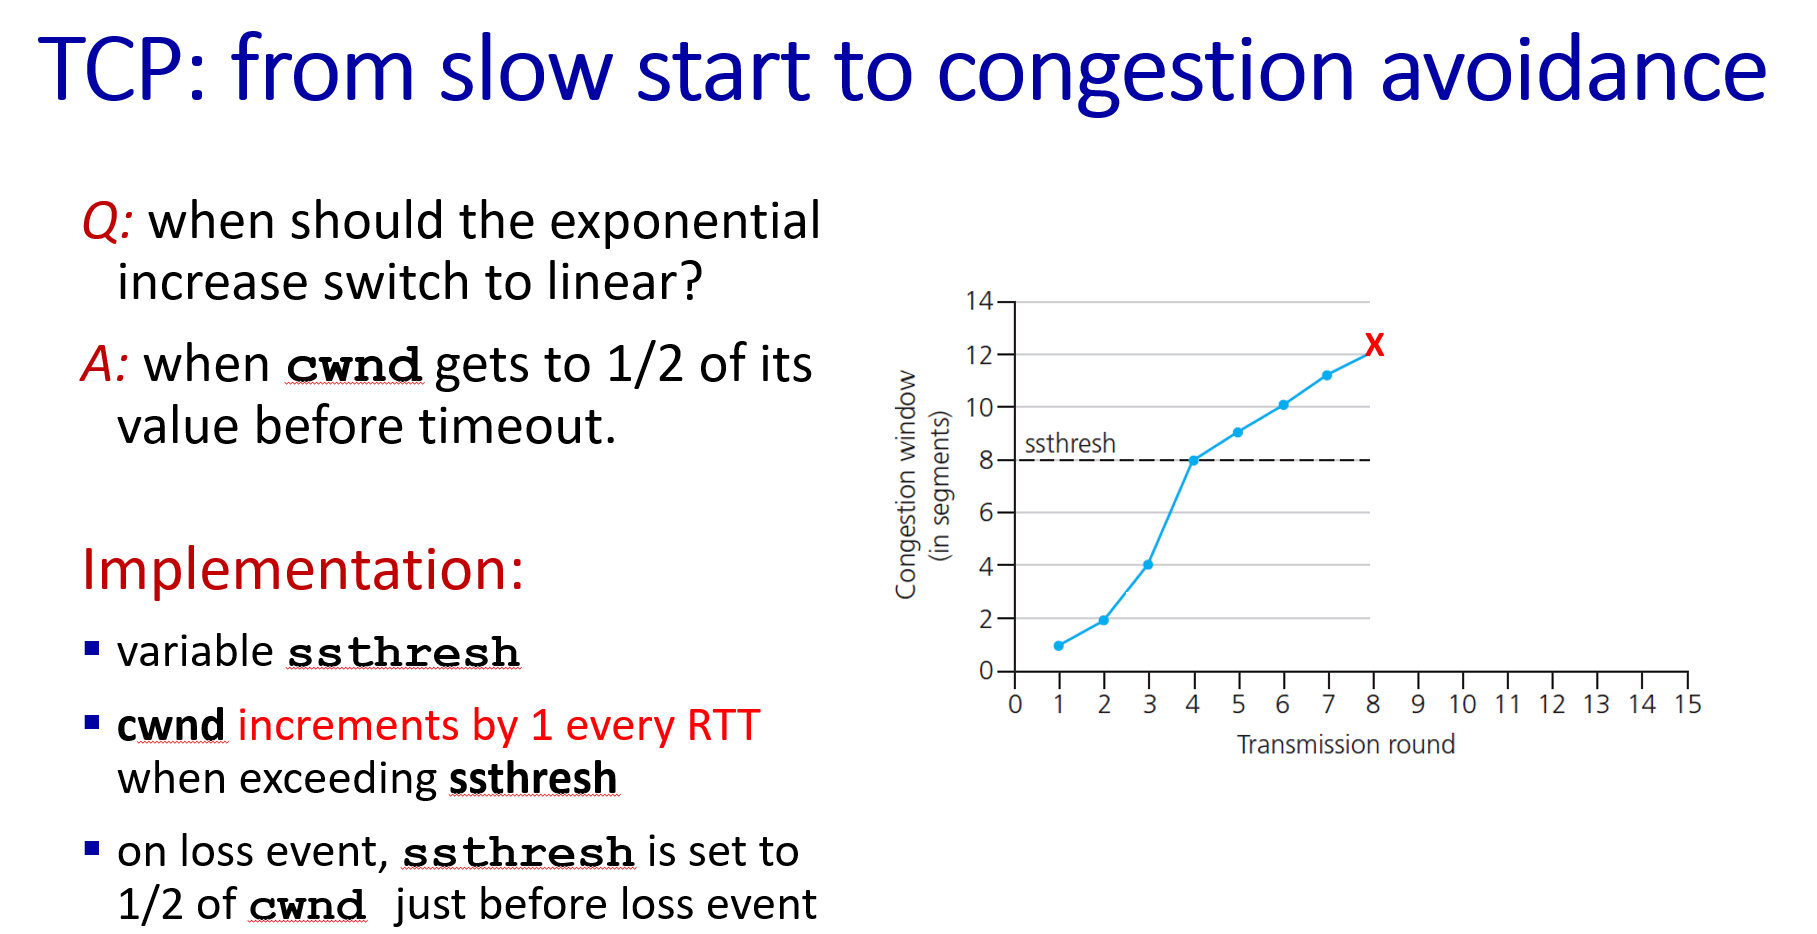 TCP: from slow start to congestion avoidance
Q: when should the exponential
increase switch to linear?
A: when cwnd gets to 1/2 of its
value before timeout.
Implementation:
▪ variable ssthresh
▪ cwnd increments by 1 every RTT
when exceeding ssthresh
▪ on loss event, ssthresh is set to
1/2 of cwnd just before loss event
Congestion window
(in segments)
14
12
10
8
6
4
2
0
ssthresh
X
0 1 2 3 4 5 6 7 8 9 10 11 12 13 14 15
Transmission round